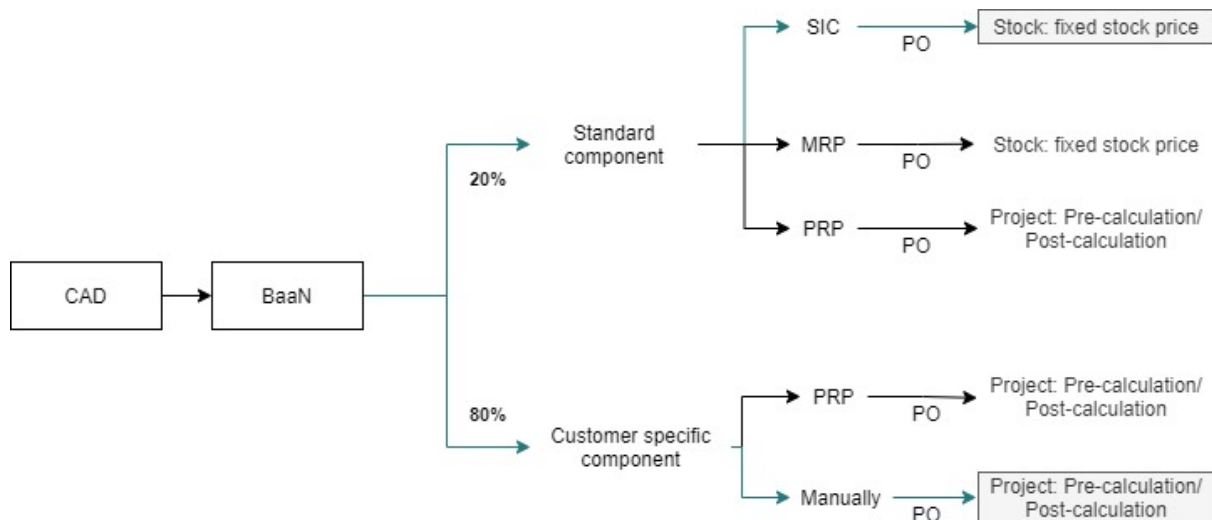 SIC
PO
Stock: fixed stock price
Standard
component
20%
MRP
PO
Stock: fixed stock price
PRP
PO
Project: Pre-calculation/
Post-calculation
CAD
BaaN
80%
Customer specific
component
PRP
PO
Project: Pre-calculation/
Post-calculation
Manually
PO
Project: Pre-calculation/
Post-calculation